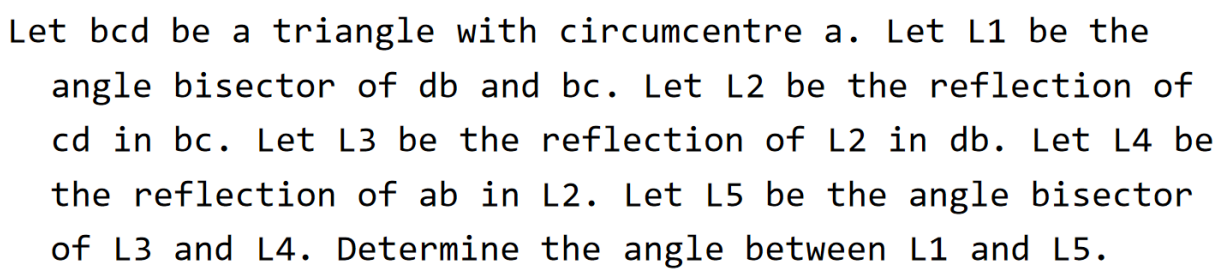 Let bcd be a triangle with circumcentre a. Let L1 be the
angle bisector of db and bc. Let L2 be the reflection of
cd in bc. Let L3 be the reflection of L2 in db. Let L4 be
the reflection of ab in L2. Let L5 be the angle bisector
of L3 and L4. Determine the angle between L1 and L5.